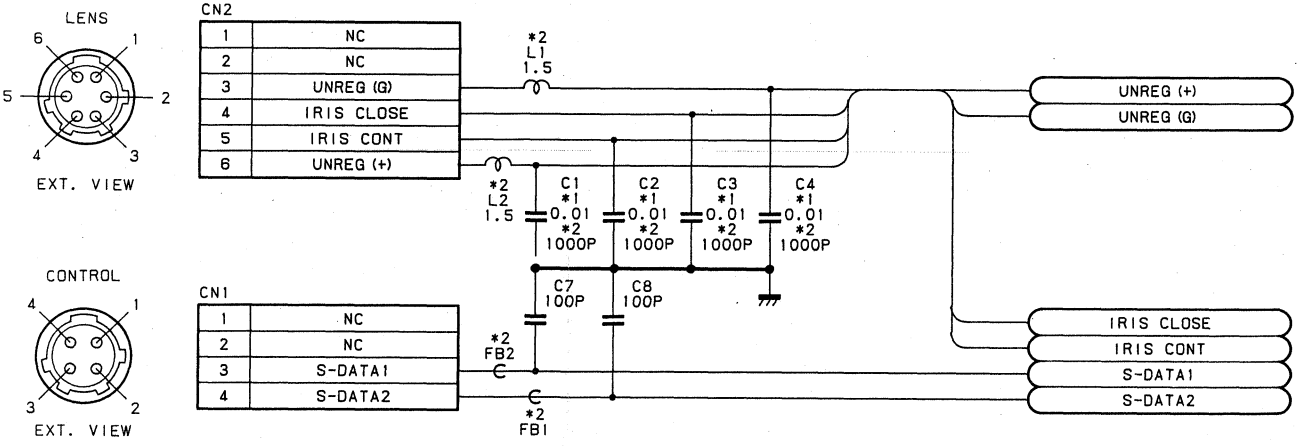 LENS
6 1
5 2
4 3
EXT. VIEW
CN2
1 NC
2 NC
3 UNREG (G)
4 IRIS CLOSE
5 IRIS CONT
6 UNREG (+)
*2
L1
1.5
*2
L2
1.5
C1
*1
0.01
*2
1000P
C2
*1
0.01
*2
1000P
C3
*1
0.01
*2
1000P
C4
*1
0.01
*2
1000P
UNREG (+)
UNREG (G)
CONTROL
4 1
3 2
EXT. VIEW
CN1
1 NC
2 NC
3 S-DATA1
4 S-DATA2
*2
FB2
*2
FB1
C7
100P
C8
100P
IRIS CLOSE
IRIS CONT
S-DATA1
S-DATA2